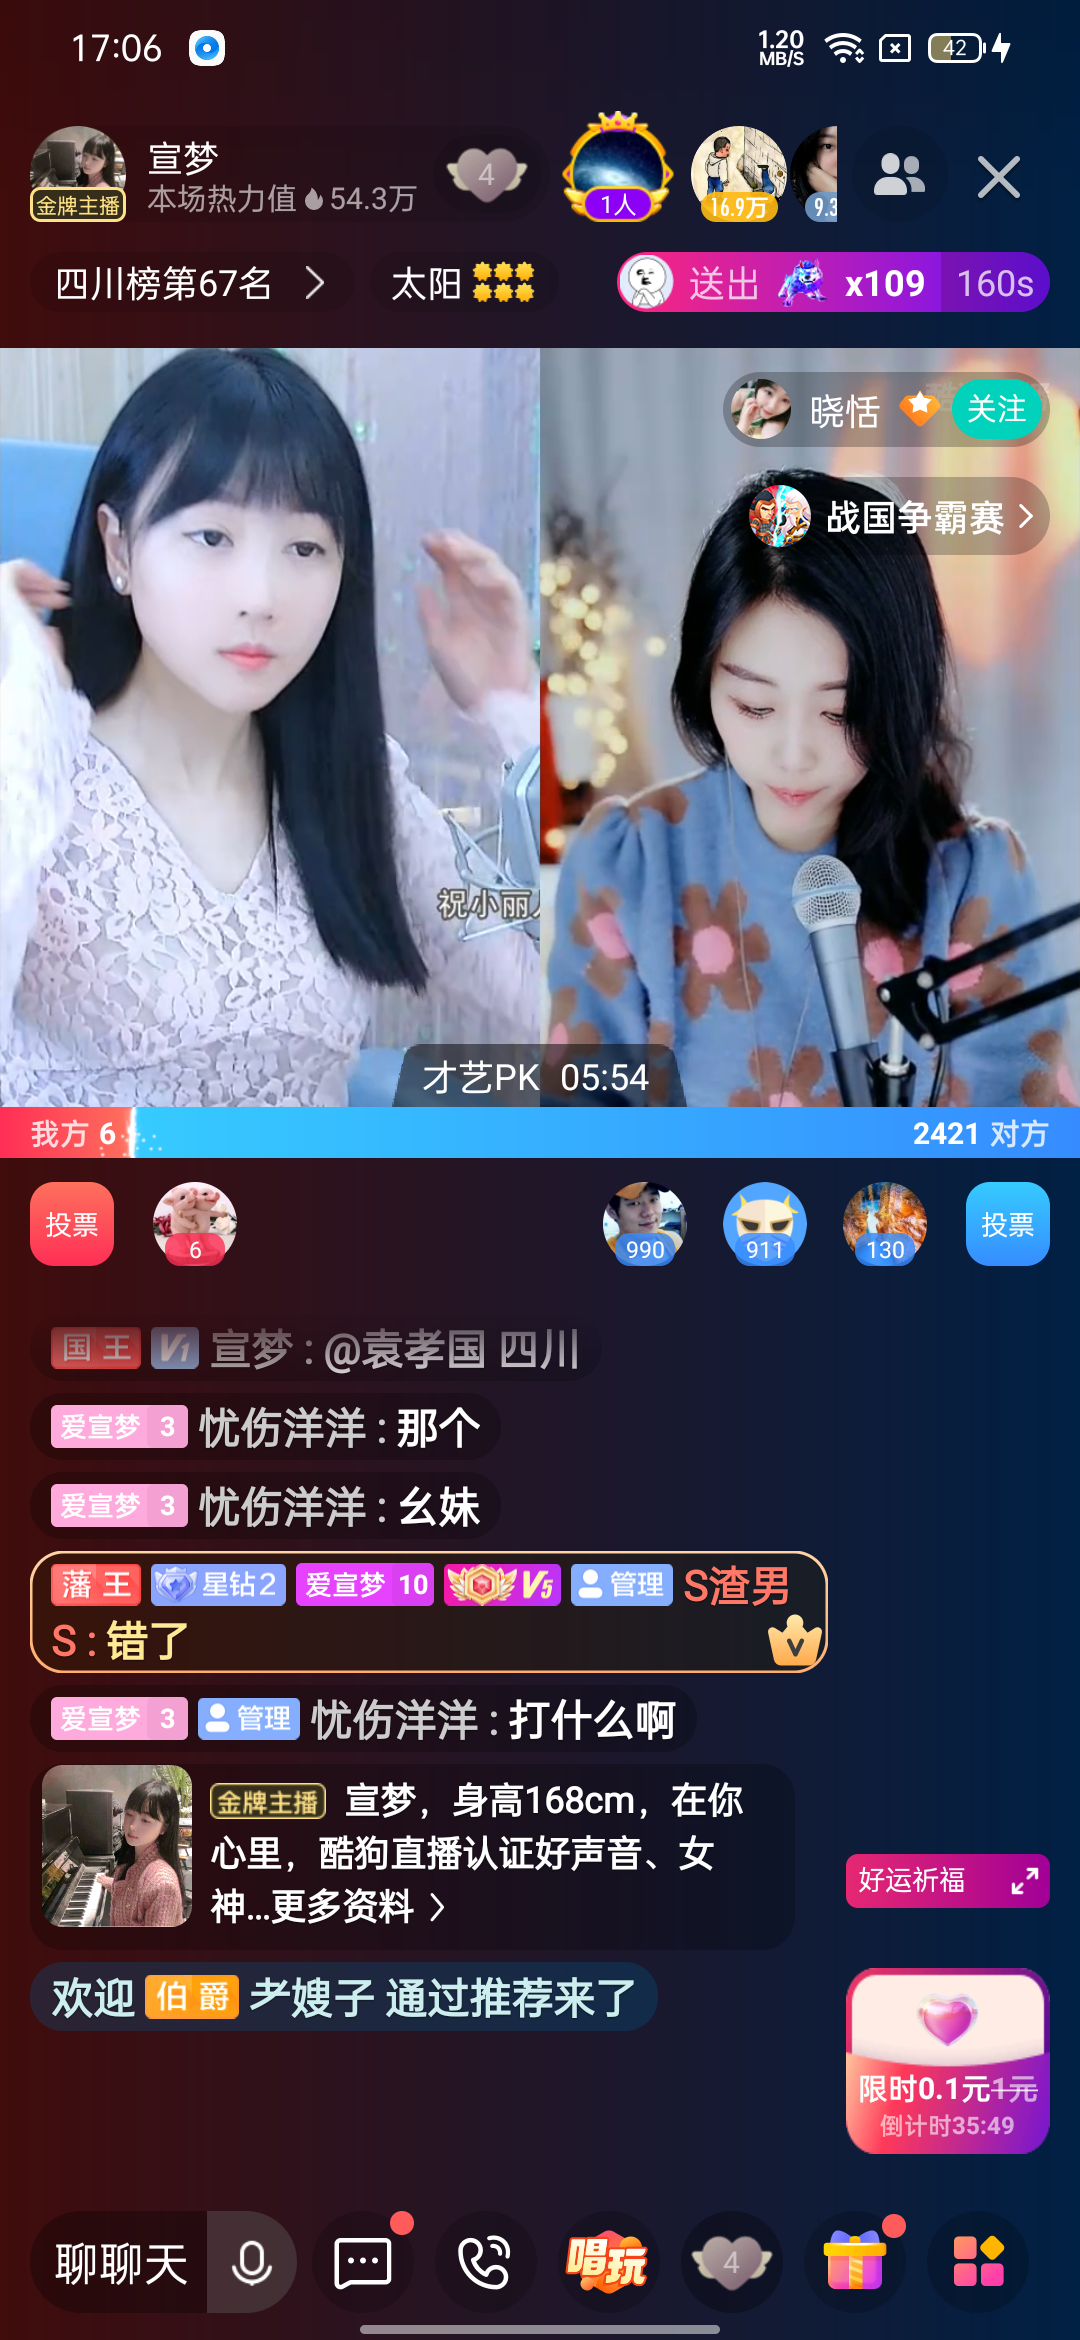 17:06
1.20
MB/S
42
宣梦
金牌主播
本场热力值 54.3万
4
1人
16.9万
9.3
四川榜第67名
太阳
送出 x109 160s
晓恬
关注
战国争霸赛
祝小丽
才艺PK 05:54
我方 6
2421 对方
投票
6
990
911
130
投票
国王 V1 宣梦 : @袁孝国 四川
爱宣梦 3 忧伤洋洋 : 那个
爱宣梦 3 忧伤洋洋 : 幺妹
藩王 星钻2 爱宣梦 10 V5 管理 S渣男
S : 错了
V
爱宣梦 3 管理 忧伤洋洋 : 打什么啊
金牌主播 宣梦，身高168cm，在你
心里，酷狗直播认证好声音、女
神...更多资料
好运祈福
欢迎 伯爵 耂嫂子 通过推荐来了
限时0.1元1元
倒计时35:49
聊聊天
唱玩
4